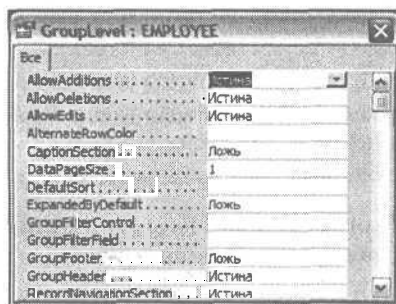 GroupLevel : EMPLOYEE
Все
AllowAdditions . . . . . . . . . . Истина
AllowDeletions . . . . . . . . . . Истина
AllowEdits . . . . . . . . . . . . Истина
AlternateRowColor . . . . . . . .
CaptionSection . . . . . . . . . . Ложь
DataPageSize . . . . . . . . . . . 1
DefaultSort . . . . . . . . . . . .
ExpandedByDefault . . . . . . . . Ложь
GroupFilterControl . . . . . . . .
GroupFilterField . . . . . . . . . .
GroupFooter . . . . . . . . . . . Ложь
GroupHeader . . . . . . . . . . . Истина
RecordNavigationSection . . . Истина